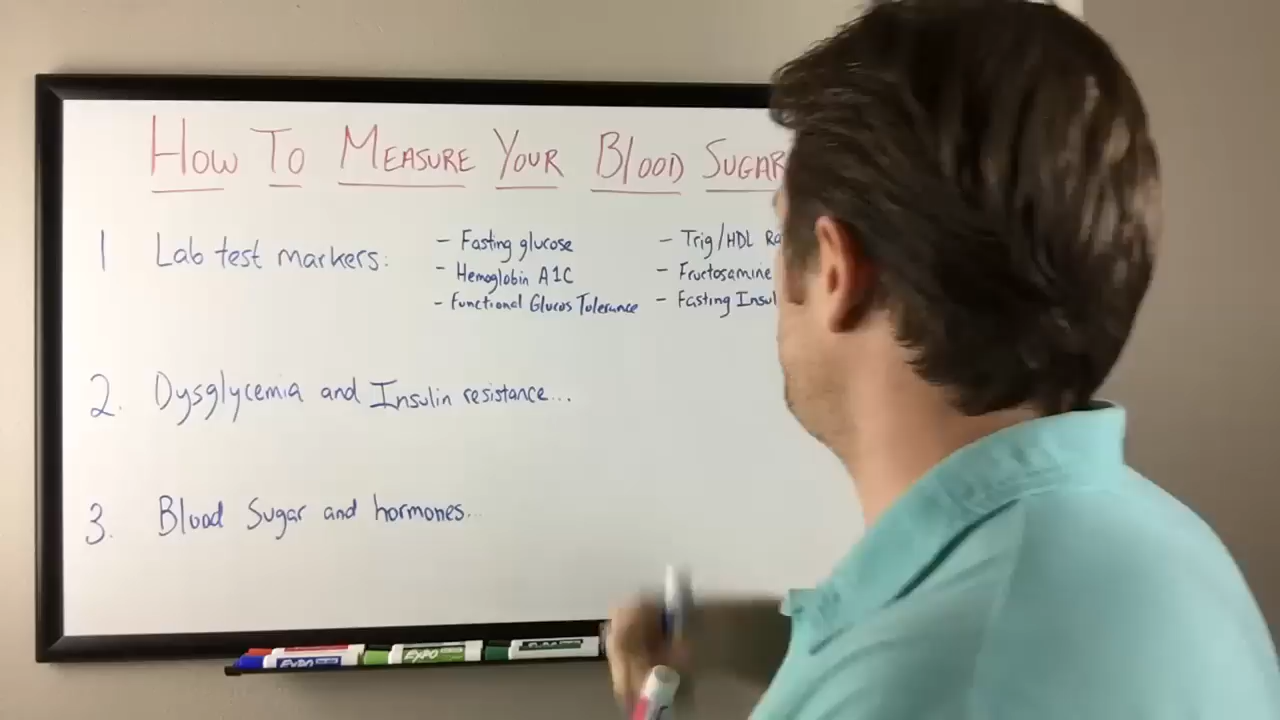 HOW TO MEASURE YOUR BLOOD SUGAR
1 Lab test markers:
- Fasting glucose
- Hemoglobin A1C
- Functional Glucos Tolerance
- Trig/HDL
- Fructosamine
- Fasting
2. Dysglycemia and Insulin resistance...
3. Blood Sugar and hormones...
EXPO
EXPO